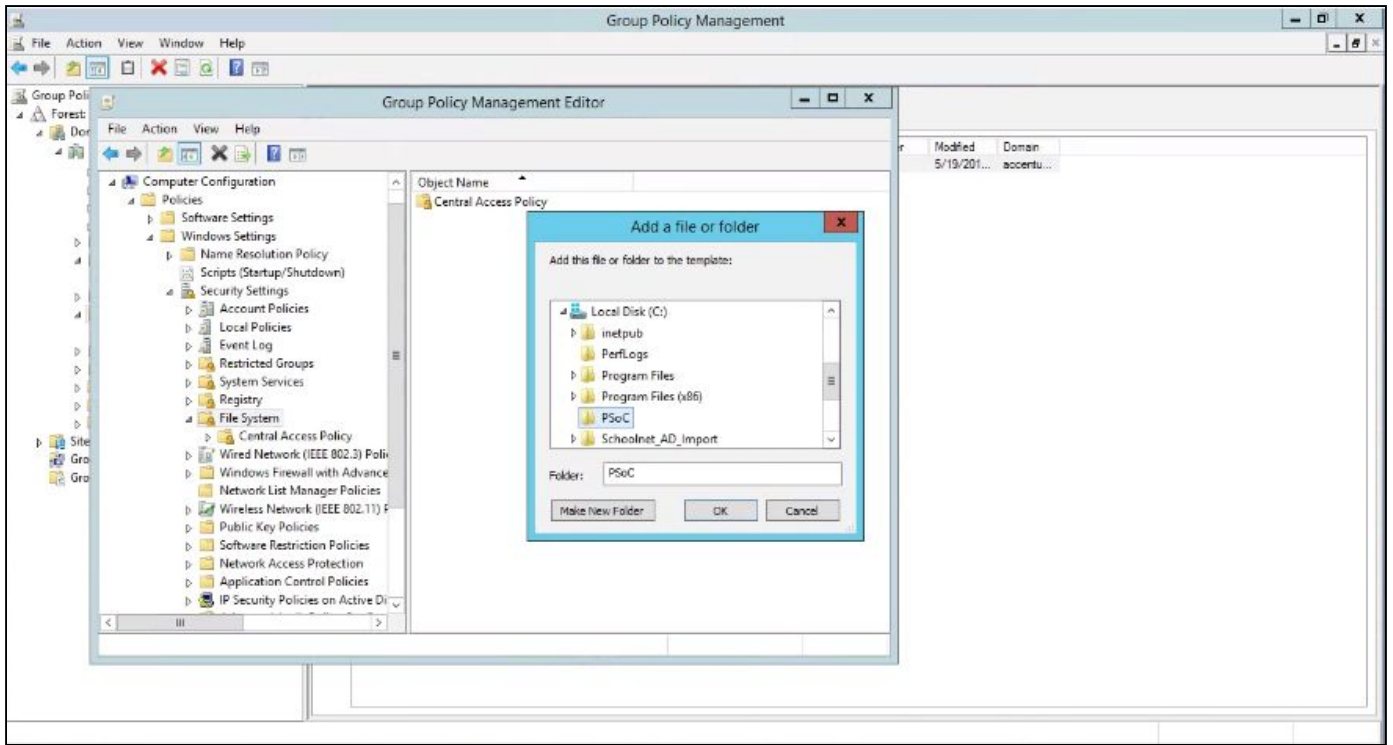 Group Policy Management
File Action View Window Help
Group Poli
Forest:
Dor
Site
Gro
Gro
Modified Domain
5/19/201... accentu...
Group Policy Management Editor
File Action View Help
Computer Configuration
Policies
Software Settings
Windows Settings
Name Resolution Policy
Scripts (Startup/Shutdown)
Security Settings
Account Policies
Local Policies
Event Log
Restricted Groups
System Services
Registry
File System
Central Access Policy
Wired Network (IEEE 802.3) Polic
Windows Firewall with Advance
Network List Manager Policies
Wireless Network (IEEE 802.11) P
Public Key Policies
Software Restriction Policies
Network Access Protection
Application Control Policies
IP Security Policies on Active Di
Object Name
Central Access Policy
Add a file or folder
Add this file or folder to the template:
Local Disk (C:)
inetpub
PerfLogs
Program Files
Program Files (x86)
PSoC
Schoolnet_AD_Import
Folder: PSoC
Make New Folder OK Cancel